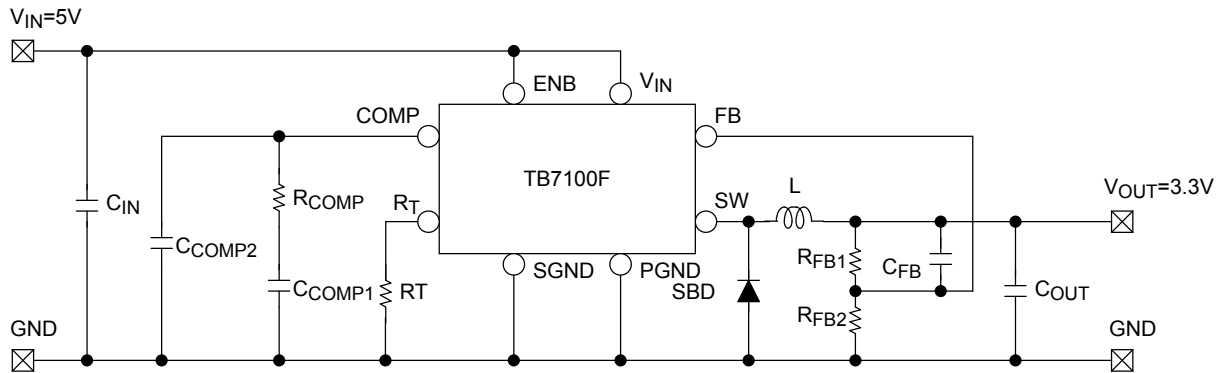 VIN=5V
ENB
VIN
COMP
FB
TB7100F
RCOMP
RT
SW
L
VOUT=3.3V
CIN
CCOMP2
SGND
PGND
RFB1
CFB
CCOMP1
RT
SBD
RFB2
COUT
GND
GND